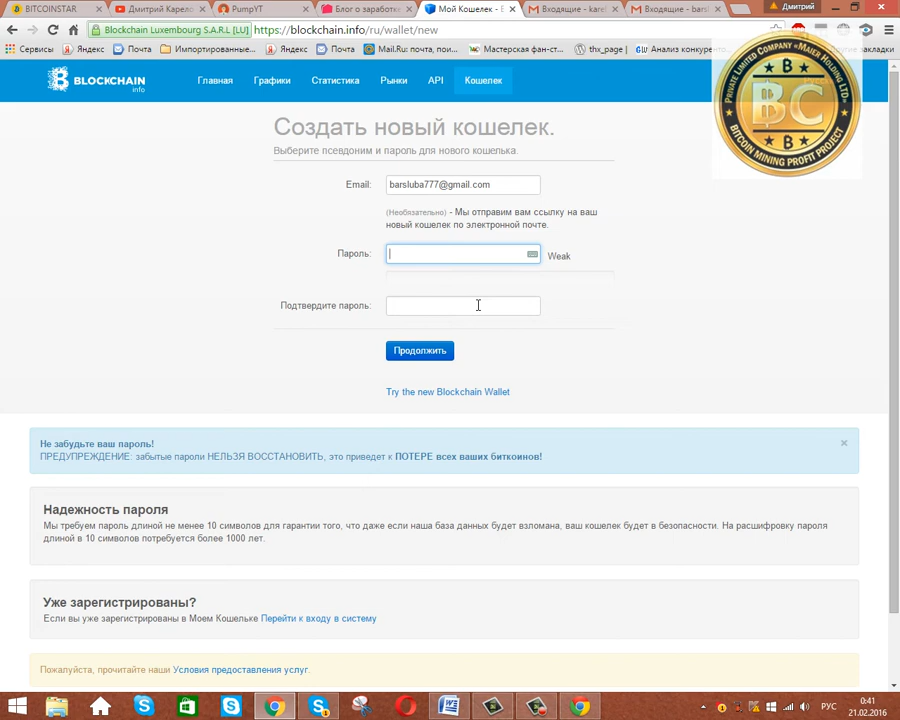 BITCOINSTAR
Дмитрий Карело
PumpYT
Блог о заработке
Мой Кошелек - B
Входящие - kare
Входящие - bars
Дмитрий
Blockchain Luxembourg S.A.R.L [LU]
https://blockchain.info/ru/wallet/new
Сервисы
Яндекс
Почта
Импортированные...
Яндекс
Почта
Mail.Ru: почта, пои...
Мастерская фан-ст...
thx_page |
Анализ конкурент...
Другие закладки
PRIVATE LIMITED COMPANY «MAJER HOLDING LTD»
BC
BITCOIN MINING PROFIT PROJECT
BLOCKCHAIN
info
Главная
Графики
Статистика
Рынки
API
Кошелек
Создать новый кошелек.
Выберите псевдоним и пароль для нового кошелька.
Email:
barsluba777@gmail.com
(Необязательно) - Мы отправим вам ссылку на ваш
новый кошелек по электронной почте.
Пароль:
Weak
Подтвердите пароль:
Продолжить
Try the new Blockchain Wallet
Не забудьте ваш пароль!
ПРЕДУПРЕЖДЕНИЕ: забытые пароли НЕЛЬЗЯ ВОССТАНОВИТЬ, это приведет к ПОТЕРЕ всех ваших биткоинов!
Надежность пароля
Мы требуем пароль длиной не менее 10 символов для гарантии того, что даже если наша база данных будет взломана, ваш кошелек будет в безопасности. На расшифровку пароля
длиной в 10 символов потребуется более 1000 лет.
Уже зарегистрированы?
Если вы уже зарегистрированы в Моем Кошельке Перейти к входу в систему
Пожалуйста, прочитайте наши Условия предоставления услуг.
РУС
0:41
21.02.2016